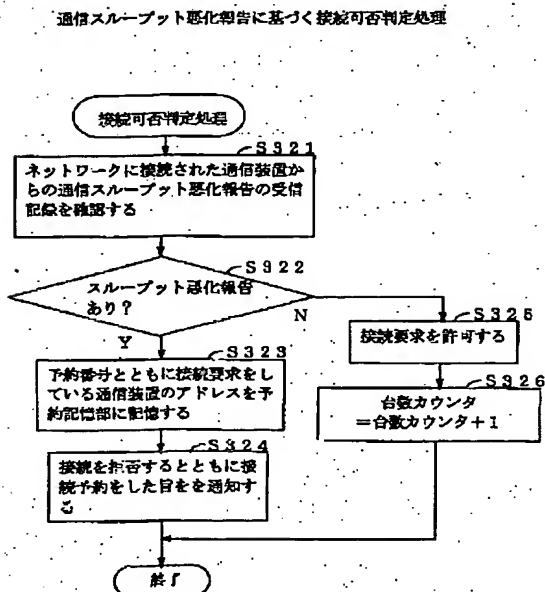 通信スループット悪化報告に基づく接続可否判定処理
接続可否判定処理
S321
ネットワークに接続された通信装置か
らの通信スループット悪化報告の受信
記録を確認する
S322
スループット悪化報告
あり？
N
Y
S325
接続要求を許可する
S323
予約番号とともに接続要求をし
ている通信装置のアドレスを予
約記憶部に記憶する
S326
台数カウンタ
＝台数カウンタ＋1
S324
接続を拒否するとともに接
続予約をした旨をを通知す
る
終了